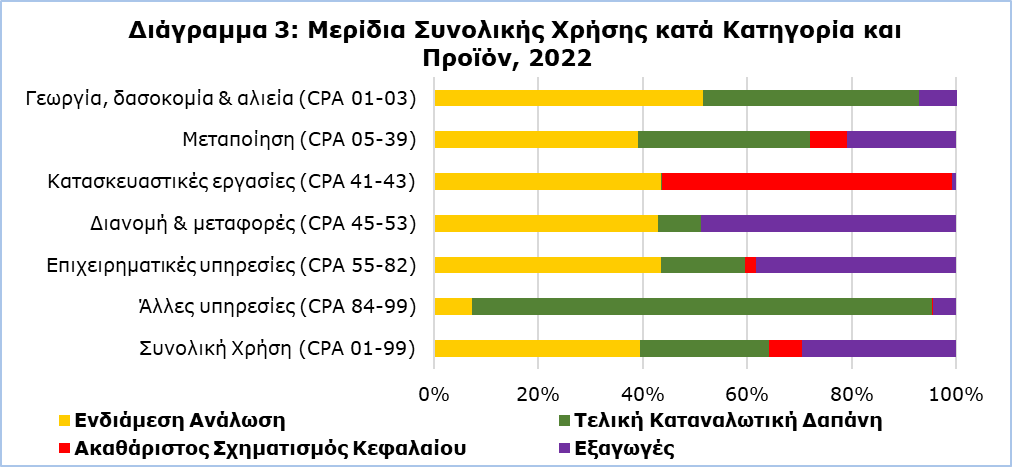 Διάγραμμα 3: Μερίδια Συνολικής Χρήσης κατά Κατηγορία και
Προϊόν, 2022
Γεωργία, δασοκομία & αλιεία (CPA 01-03)
Μεταποίηση (CPA 05-39)
Κατασκευαστικές εργασίες (CPA 41-43)
Διανομή & μεταφορές (CPA 45-53)
Επιχειρηματικές υπηρεσίες (CPA 55-82)
Άλλες υπηρεσίες (CPA 84-99)
Συνολική Χρήση (CPA 01-99)
0% 20% 40% 60% 80% 100%
Ενδιάμεση Ανάλωση Τελική Καταναλωτική Δαπάνη
Ακαθάριστος Σχηματισμός Κεφαλαίου Εξαγωγές